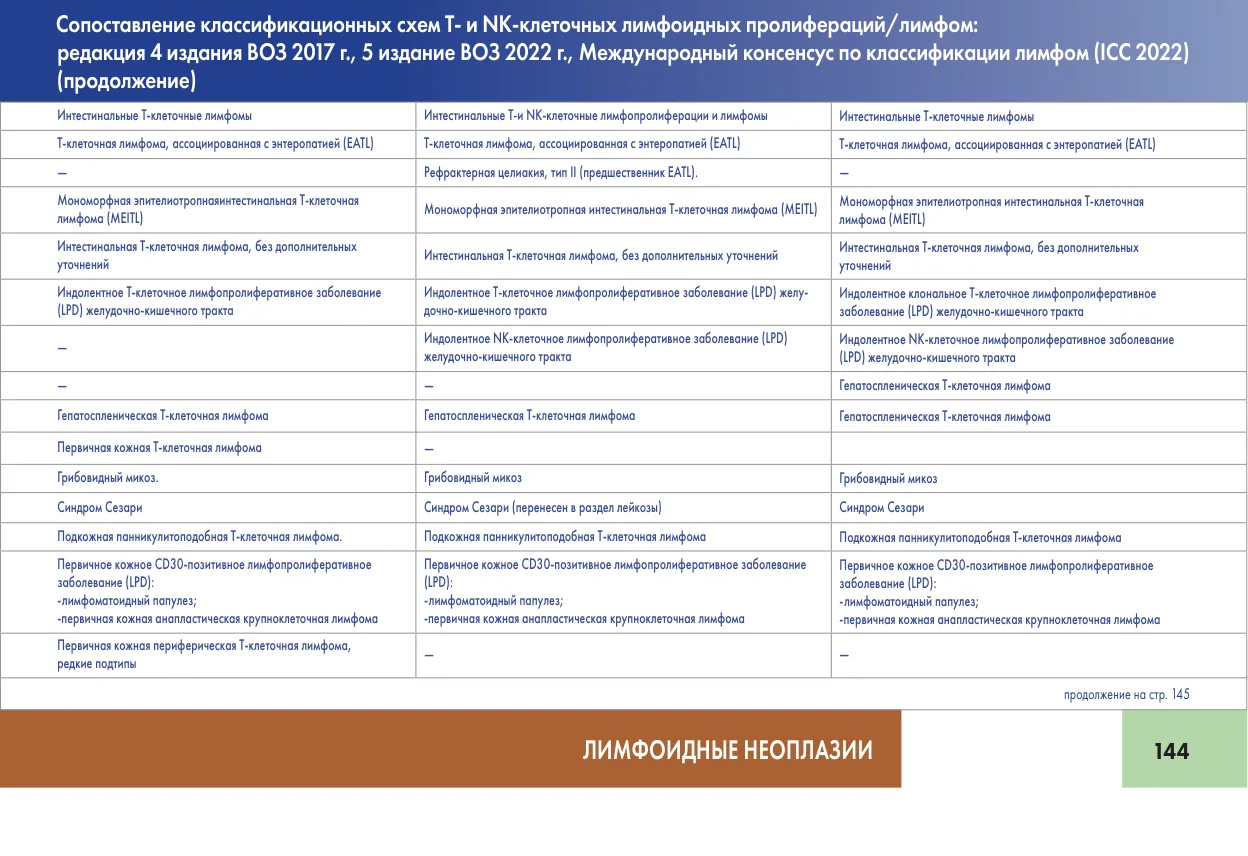 Сопоставление классификационных схем Т- и NK-клеточных лимфоидных пролифераций/лимфом:
редакция 4 издания ВОЗ 2017 г., 5 издание ВОЗ 2022 г., Международный консенсус по классификации лимфом (ICC 2022)
(продолжение)
Интестинальные Т-клеточные лимфомы
Интестинальные Т-и NK-клеточные лимфопролиферации и лимфомы
Интестинальные Т-клеточные лимфомы
Т-клеточная лимфома, ассоциированная с энтеропатией (EATL)
Т-клеточная лимфома, ассоциированная с энтеропатией (EATL)
Т-клеточная лимфома, ассоциированная с энтеропатией (EATL)
—
Рефрактерная целиакия, тип II (предшественник EATL).
—
Мономорфная эпителиотропнаяинтестинальная Т-клеточная
лимфома (MEITL)
Мономорфная эпителиотропная интестинальная Т-клеточная лимфома (MEITL)
Мономорфная эпителиотропная интестинальная Т-клеточная
лимфома (MEITL)
Интестинальная Т-клеточная лимфома, без дополнительных
уточнений
Интестинальная Т-клеточная лимфома, без дополнительных уточнений
Интестинальная Т-клеточная лимфома, без дополнительных
уточнений
Индолентное Т-клеточное лимфопролиферативное заболевание
(LPD) желудочно-кишечного тракта
Индолентное Т-клеточное лимфопролиферативное заболевание (LPD) желу-
дочно-кишечного тракта
Индолентное клональное Т-клеточное лимфопролиферативное
заболевание (LPD) желудочно-кишечного тракта
—
Индолентное NK-клеточное лимфопролиферативное заболевание (LPD)
желудочно-кишечного тракта
Индолентное NK-клеточное лимфопролиферативное заболевание
(LPD) желудочно-кишечного тракта
—
—
Гепатоспленическая Т-клеточная лимфома
Гепатоспленическая Т-клеточная лимфома
Гепатоспленическая Т-клеточная лимфома
Гепатоспленическая Т-клеточная лимфома
Первичная кожная Т-клеточная лимфома
—
Грибовидный микоз.
Грибовидный микоз
Грибовидный микоз
Синдром Сезари
Синдром Сезари (перенесен в раздел лейкозы)
Синдром Сезари
Подкожная панникулитоподобная Т-клеточная лимфома.
Подкожная панникулитоподобная Т-клеточная лимфома
Подкожная панникулитоподобная Т-клеточная лимфома
Первичное кожное CD30-позитивное лимфопролиферативное
заболевание (LPD):
-лимфоматоидный папулез;
-первичная кожная анапластическая крупноклеточная лимфома
Первичное кожное CD30-позитивное лимфопролиферативное заболевание
(LPD):
-лимфоматоидный папулез;
-первичная кожная анапластическая крупноклеточная лимфома
Первичное кожное CD30-позитивное лимфопролиферативное
заболевание (LPD):
-лимфоматоидный папулез;
-первичная кожная анапластическая крупноклеточная лимфома
Первичная кожная периферическая Т-клеточная лимфома,
редкие подтипы
—
—
продолжение на стр. 145
ЛИМФОИДНЫЕ НЕОПЛАЗИИ
144